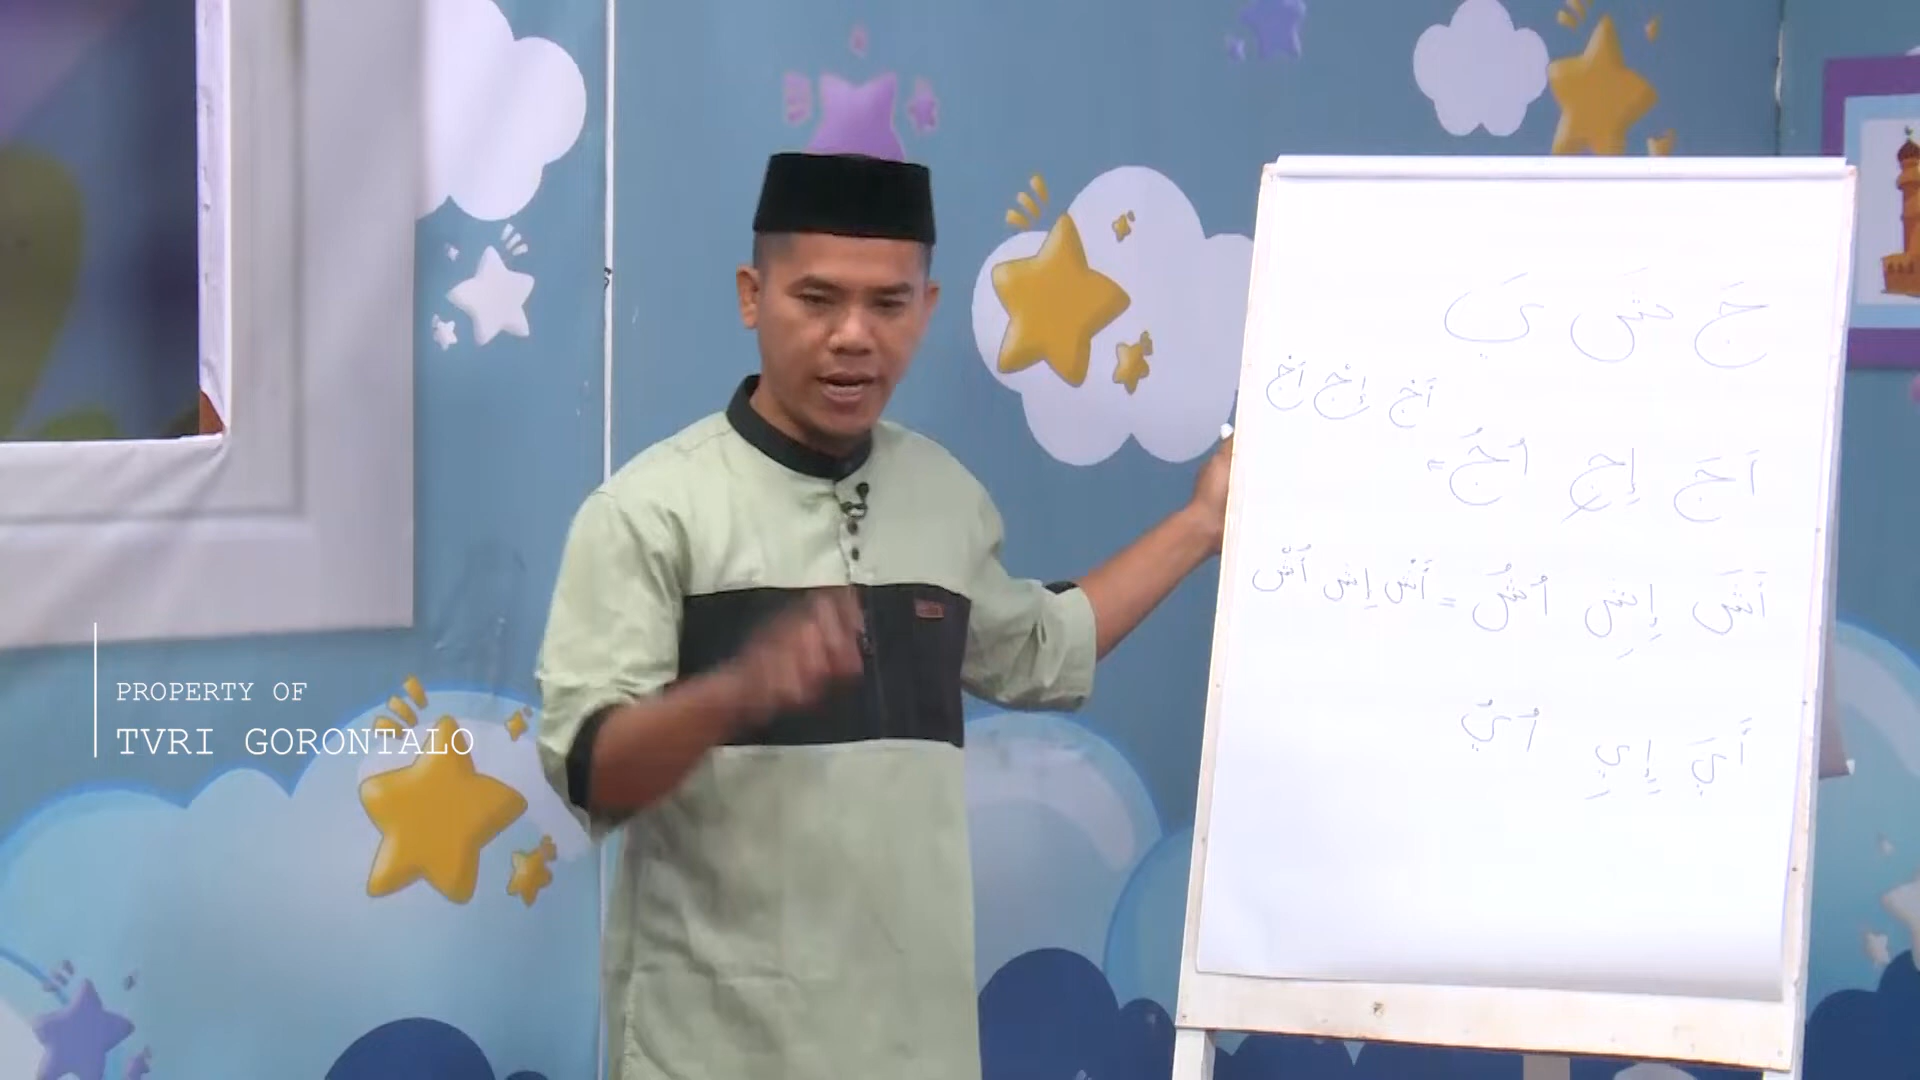 PROPERTY OF
TVRI GORONTALO
جَ شَ يَ
أَجْ إِجْ أُجْ
اَجَ إِجِ اُجُ =
أَشَ إِشِ اُشُ = أَشْ إِشْ أُشْ
أَيَ إِيِ اُيُ